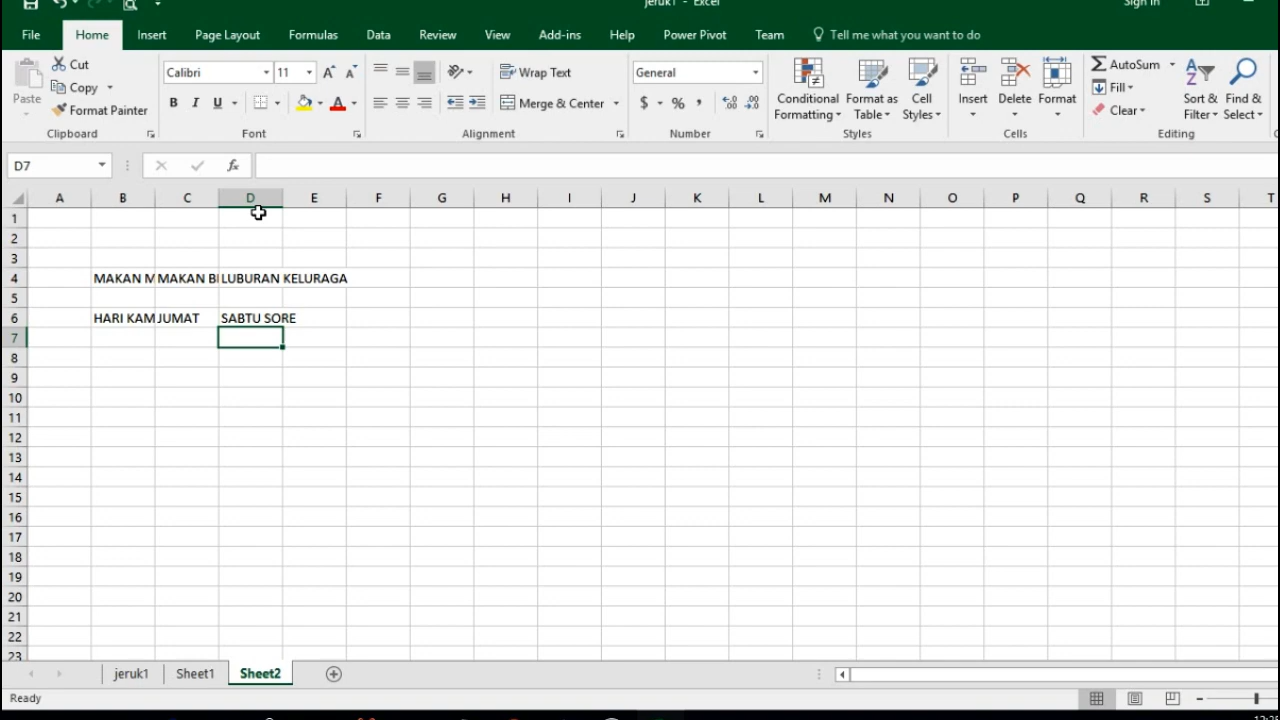 jeruk1 - Excel
Sign in
File Home Insert Page Layout Formulas Data Review View Add-ins Help Power Pivot Team Tell me what you want to do
Paste
Cut
Copy
Format Painter
Clipboard
Calibri 11
B I U
Font
Wrap Text
Merge & Center
Alignment
General
$ % ,
Number
Conditional Formatting
Format as Table
Cell Styles
Styles
Insert Delete Format
Cells
AutoSum
Fill
Clear
Sort & Filter
Find & Select
Editing
D7 fx
A B C D E F G H I J K L M N O P Q R S T
1
2
3
4 MAKAN M MAKAN BI LUBURAN KELURAGA
5
6 HARI KAM JUMAT SABTU SORE
7
8
9
10
11
12
13
14
15
16
17
18
19
20
21
22
23
jeruk1 Sheet1 Sheet2
Ready